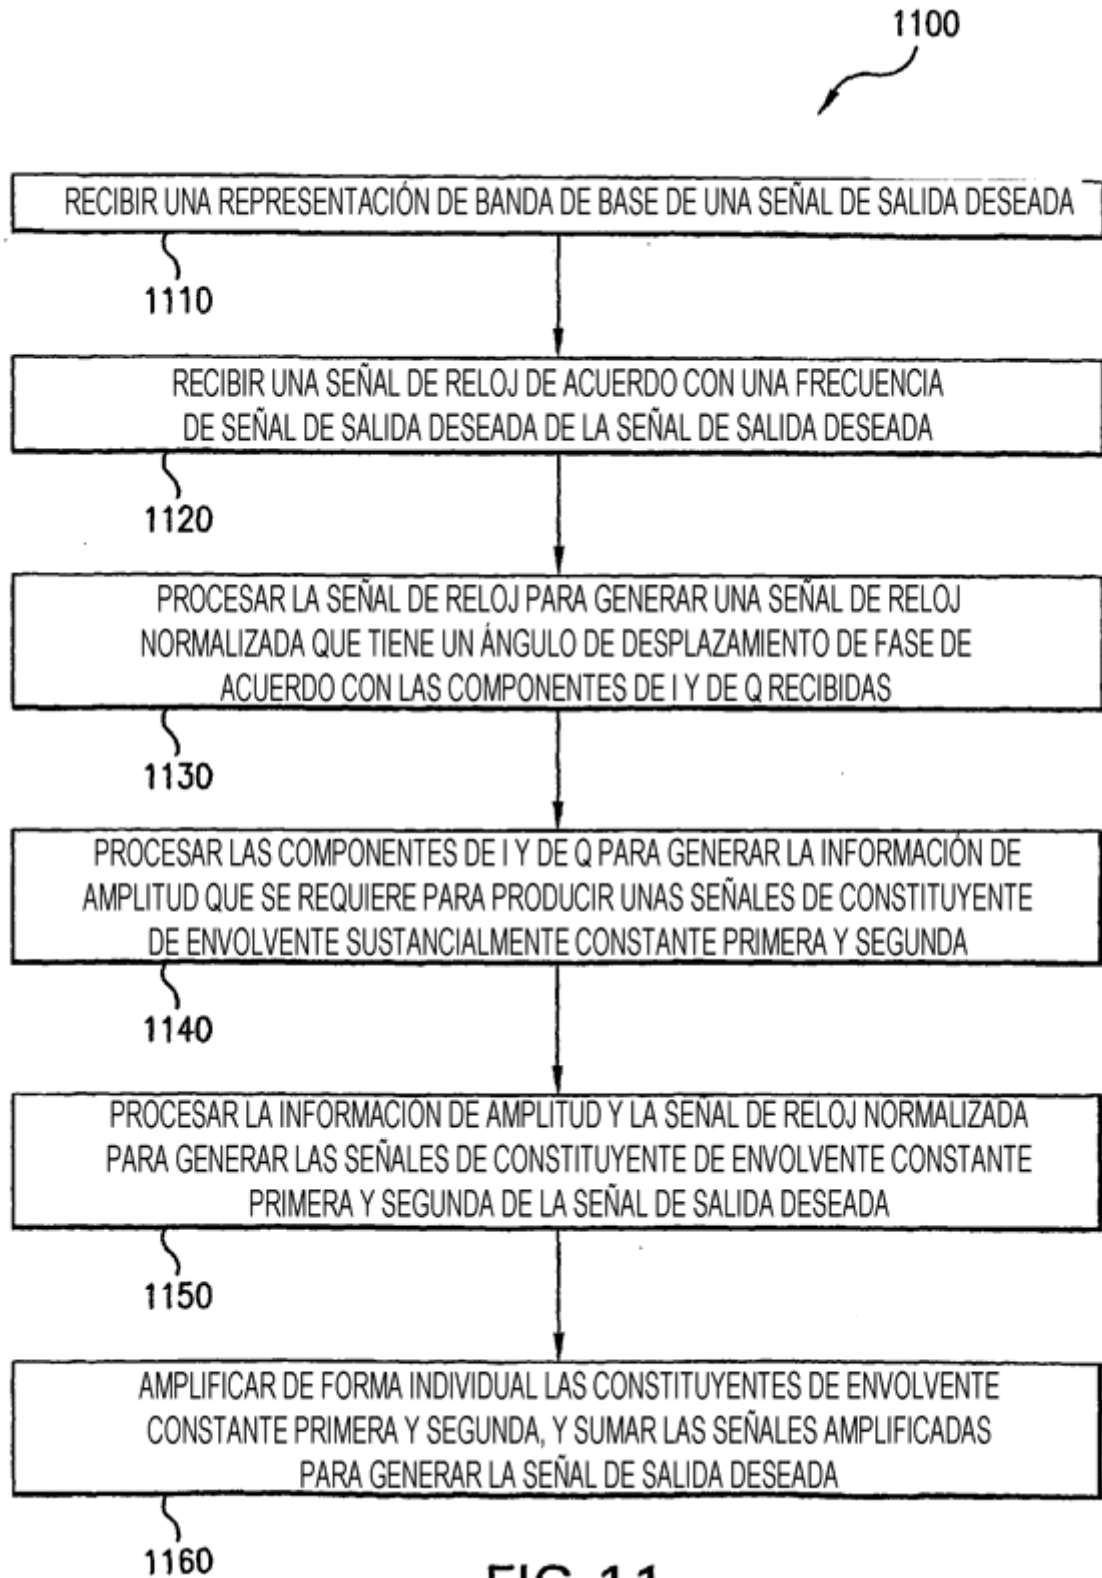 1100
RECIBIR UNA REPRESENTACIÓN DE BANDA DE BASE DE UNA SEÑAL DE SALIDA DESEADA
1110
RECIBIR UNA SEÑAL DE RELOJ DE ACUERDO CON UNA FRECUENCIA
DE SEÑAL DE SALIDA DESEADA DE LA SEÑAL DE SALIDA DESEADA
1120
PROCESAR LA SEÑAL DE RELOJ PARA GENERAR UNA SEÑAL DE RELOJ
NORMALIZADA QUE TIENE UN ÁNGULO DE DESPLAZAMIENTO DE FASE DE
ACUERDO CON LAS COMPONENTES DE I Y DE Q RECIBIDAS
1130
PROCESAR LAS COMPONENTES DE I Y DE Q PARA GENERAR LA INFORMACIÓN DE
AMPLITUD QUE SE REQUIERE PARA PRODUCIR UNAS SEÑALES DE CONSTITUYENTE
DE ENVOLVENTE SUSTANCIALMENTE CONSTANTE PRIMERA Y SEGUNDA
1140
PROCESAR LA INFORMACIÓN DE AMPLITUD Y LA SEÑAL DE RELOJ NORMALIZADA
PARA GENERAR LAS SEÑALES DE CONSTITUYENTE DE ENVOLVENTE CONSTANTE
PRIMERA Y SEGUNDA DE LA SEÑAL DE SALIDA DESEADA
1150
AMPLIFICAR DE FORMA INDIVIDUAL LAS CONSTITUYENTES DE ENVOLVENTE
CONSTANTE PRIMERA Y SEGUNDA, Y SUMAR LAS SEÑALES AMPLIFICADAS
PARA GENERAR LA SEÑAL DE SALIDA DESEADA
1160
FIG. 11